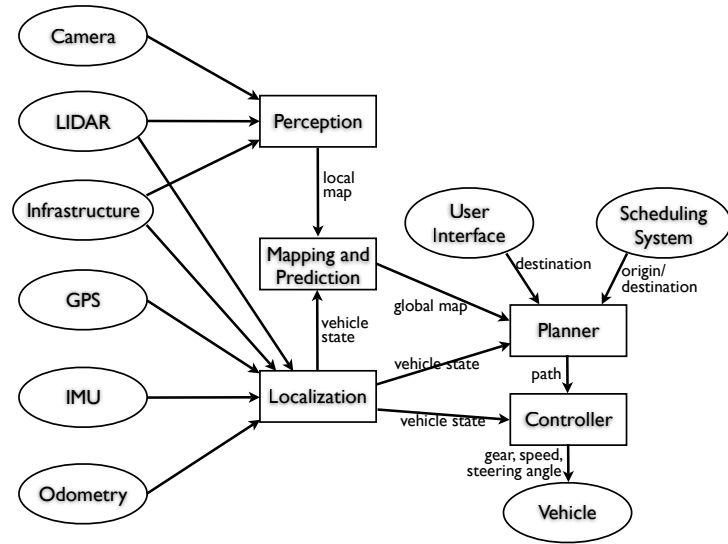 Camera
LIDAR
Perception
local
map
Infrastructure
User
Interface
Scheduling
System
Mapping and
Prediction
destination
origin/
destination
GPS
global map
vehicle
state
Planner
vehicle state
path
IMU
Localization
vehicle state
Controller
gear, speed,
steering angle
Odometry
Vehicle